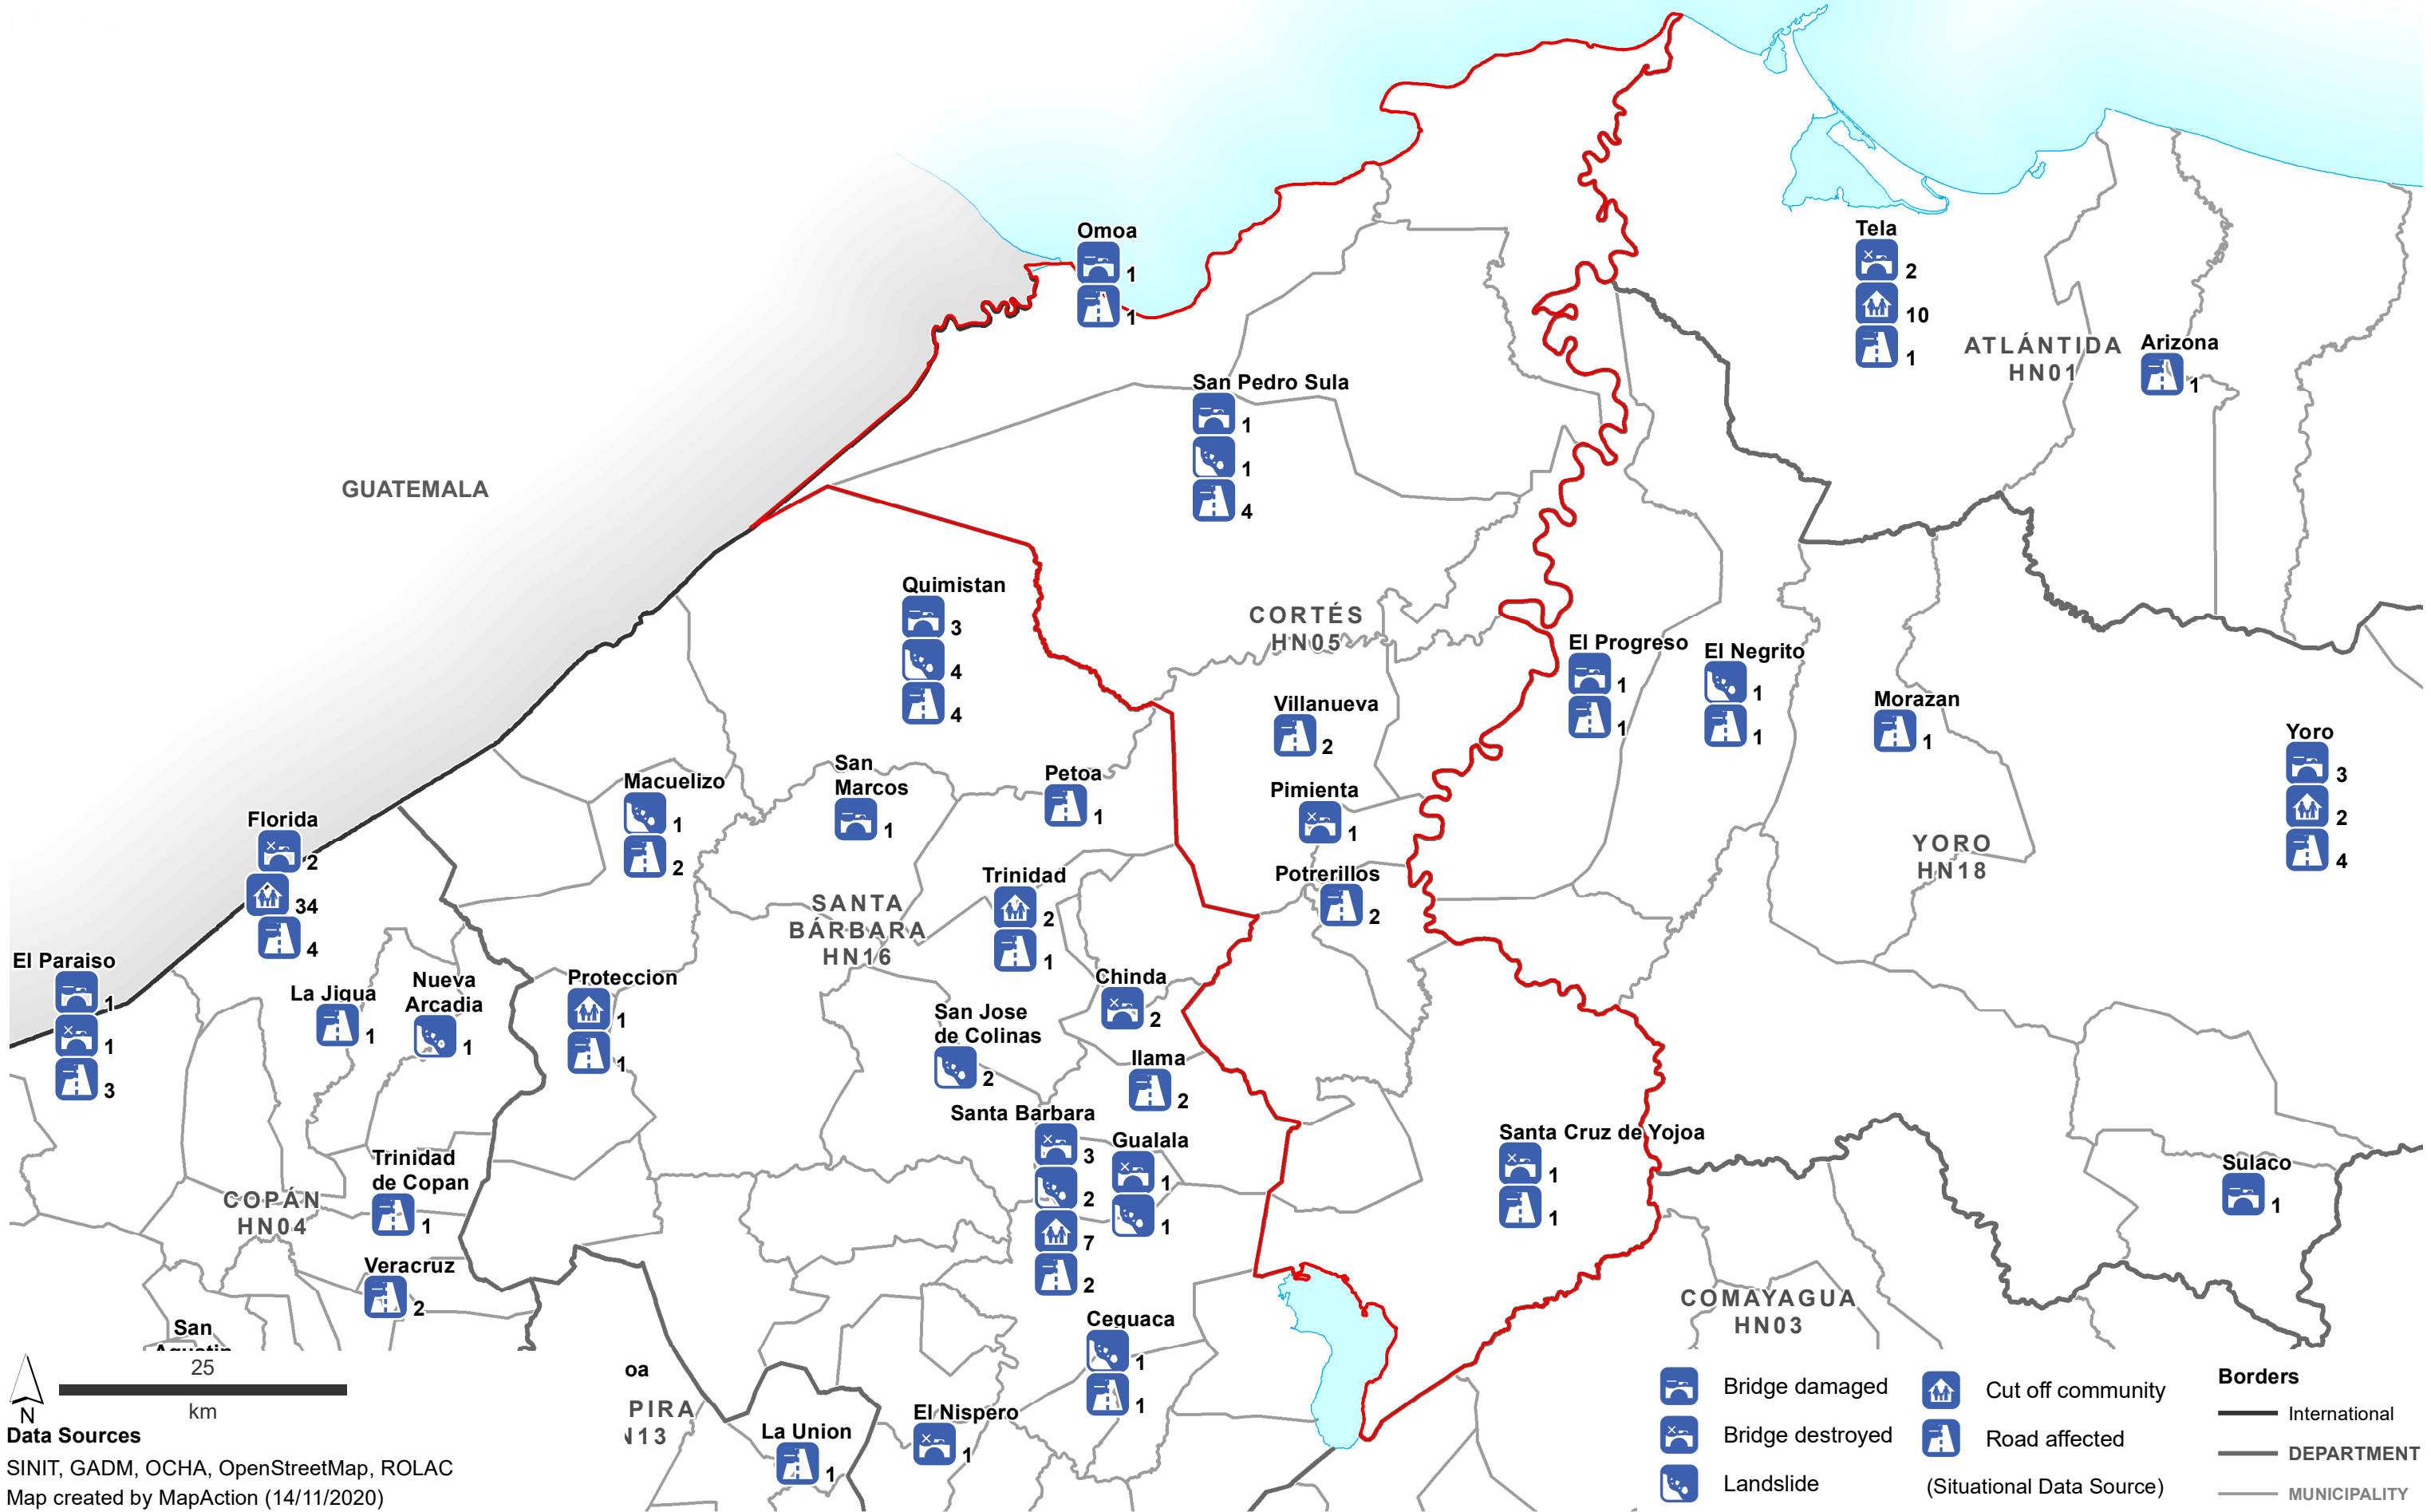 Omoa
1
1
Tela
2
10
1
ATLÁNTIDA
HN01
Arizona
1
San Pedro Sula
1
1
4
GUATEMALA
Quimistan
3
4
4
CORTÉS
HN05
El Progreso
1
1
El Negrito
1
1
Villanueva
2
Morazan
1
Yoro
3
2
4
Macuelizo
1
2
San
Marcos
1
Petoa
1
Pimienta
1
Florida
2
34
4
YORO
HN18
Trinidad
2
1
Potrerillos
2
SANTA
BÁRBARA
HN16
El Paraiso
1
1
3
La Jigua
1
Nueva
Arcadia
1
Proteccion
1
1
Chinda
2
San Jose
de Colinas
2
Ilama
2
Santa Barbara
3
2
7
2
Gualala
1
1
Santa Cruz de Yojoa
1
1
Sulaco
1
Trinidad
de Copan
1
COPÁN
HN04
Veracruz
2
COMAYAGUA
HN03
Ceguaca
1
1
San
Agustin
oa
PIRA
N13
La Union
1
El Nispero
1
25
km
N
Data Sources
SINIT, GADM, OCHA, OpenStreetMap, ROLAC
Map created by MapAction (14/11/2020)
Bridge damaged
Bridge destroyed
Landslide
Cut off community
Road affected
(Situational Data Source)
Borders
International
DEPARTMENT
MUNICIPALITY